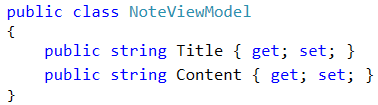 public class NoteViewModel
{
    public string Title { get; set; }
    public string Content { get; set; }
}